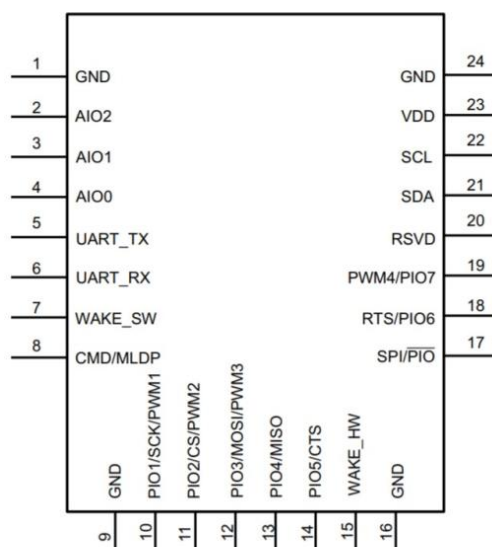 1 GND
2 AIO2
3 AIO1
4 AIO0
5 UART_TX
6 UART_RX
7 WAKE_SW
8 CMD/MLDP
GND 24
VDD 23
SCL 22
SDA 21
RSVD 20
PWM4/PIO7 19
RTS/PIO6 18
SPI/PIO 17
GND 9
PIO1/SCK/PWM1 10
PIO2/CS/PWM2 11
PIO3/MOSI/PWM3 12
PIO4/MISO 13
PIO5/CTS 14
WAKE_HW 15
GND 16